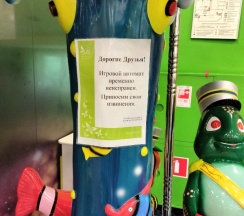 Дорогие Друзья!
Игровой автомат
временно
неисправен.
Приносим свои
извинения.